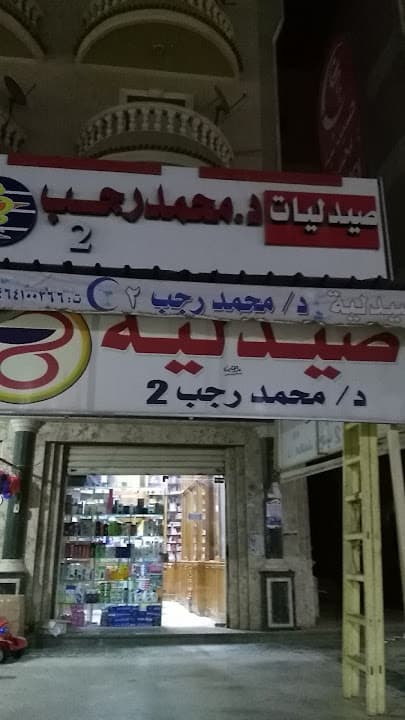 صيدليات د.محمد رجب
2
صيدلية د/ محمد رجب ٢
صيدلية
د/ محمد رجب 2